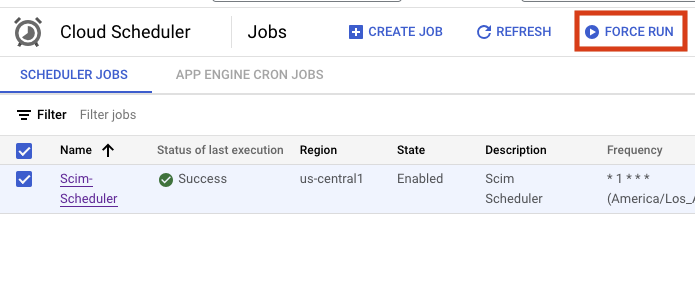 Cloud Scheduler
Jobs
CREATE JOB
REFRESH
FORCE RUN
SCHEDULER JOBS
APP ENGINE CRON JOBS
Filter
Filter jobs
Name
Status of last execution
Region
State
Description
Frequency
Scim-
Scheduler
Success
us-central1
Enabled
Scim
Scheduler
* 1 * * *
(America/Los_